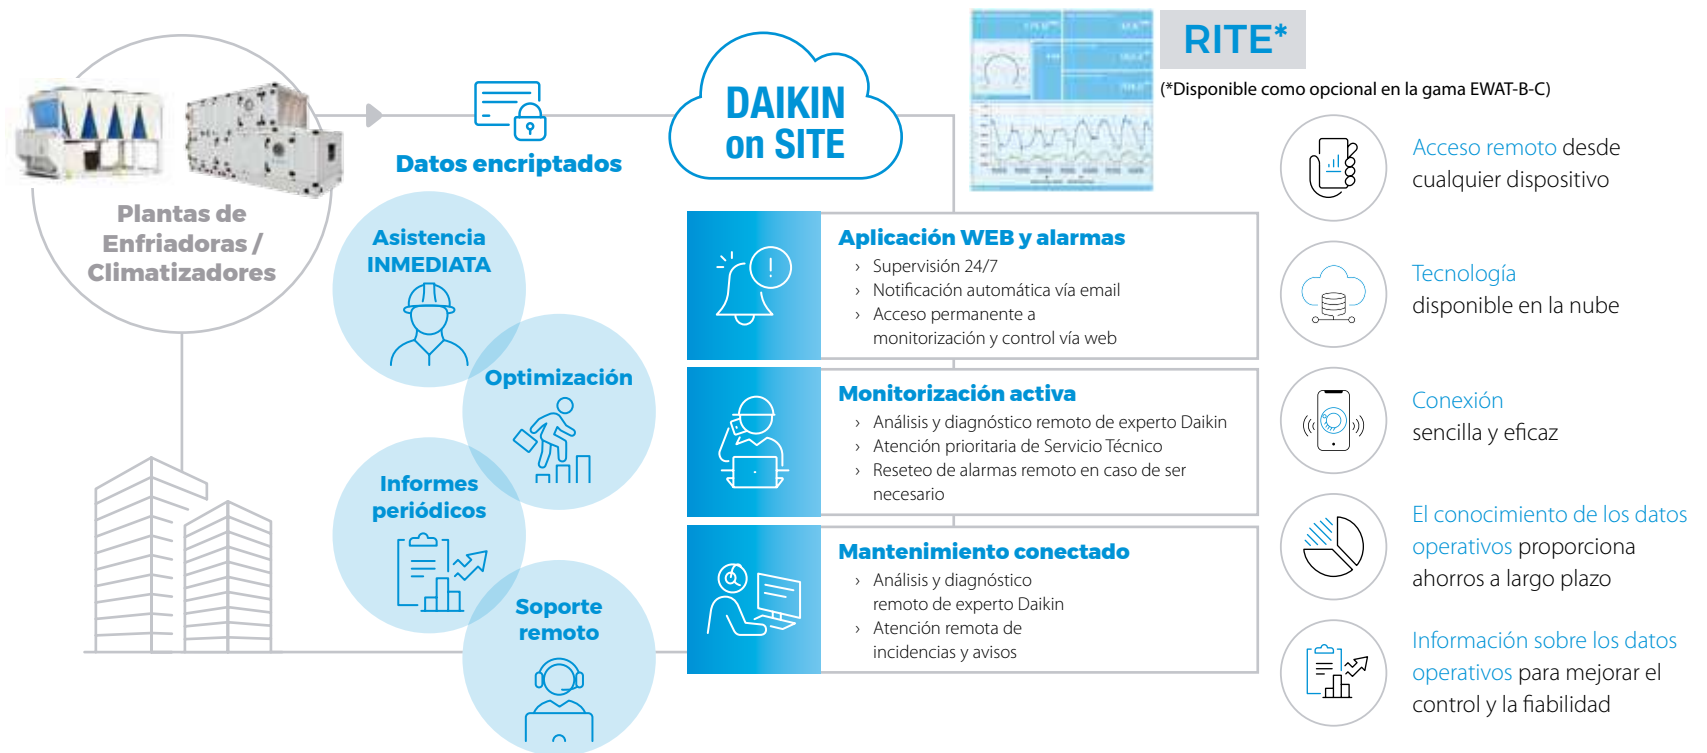 RITE*
(*Disponible como opcional en la gama EWAT-B-C)
DAIKIN
on SITE
Datos encriptados
Plantas de
Enfriadoras /
Climatizadores
Asistencia
INMEDIATA
Optimización
Informes
periódicos
Soporte
remoto
Aplicación WEB y alarmas
› Supervisión 24/7
› Notificación automática vía email
› Acceso permanente a
monitorización y control vía web
Monitorización activa
› Análisis y diagnóstico remoto de experto Daikin
› Atención prioritaria de Servicio Técnico
› Reseteo de alarmas remoto en caso de ser
necesario
Mantenimiento conectado
› Análisis y diagnóstico
remoto de experto Daikin
› Atención remota de
incidencias y avisos
Acceso remoto desde
cualquier dispositivo
Tecnología
disponible en la nube
Conexión
sencilla y eficaz
El conocimiento de los datos
operativos proporciona
ahorros a largo plazo
Información sobre los datos
operativos para mejorar el
control y la fiabilidad